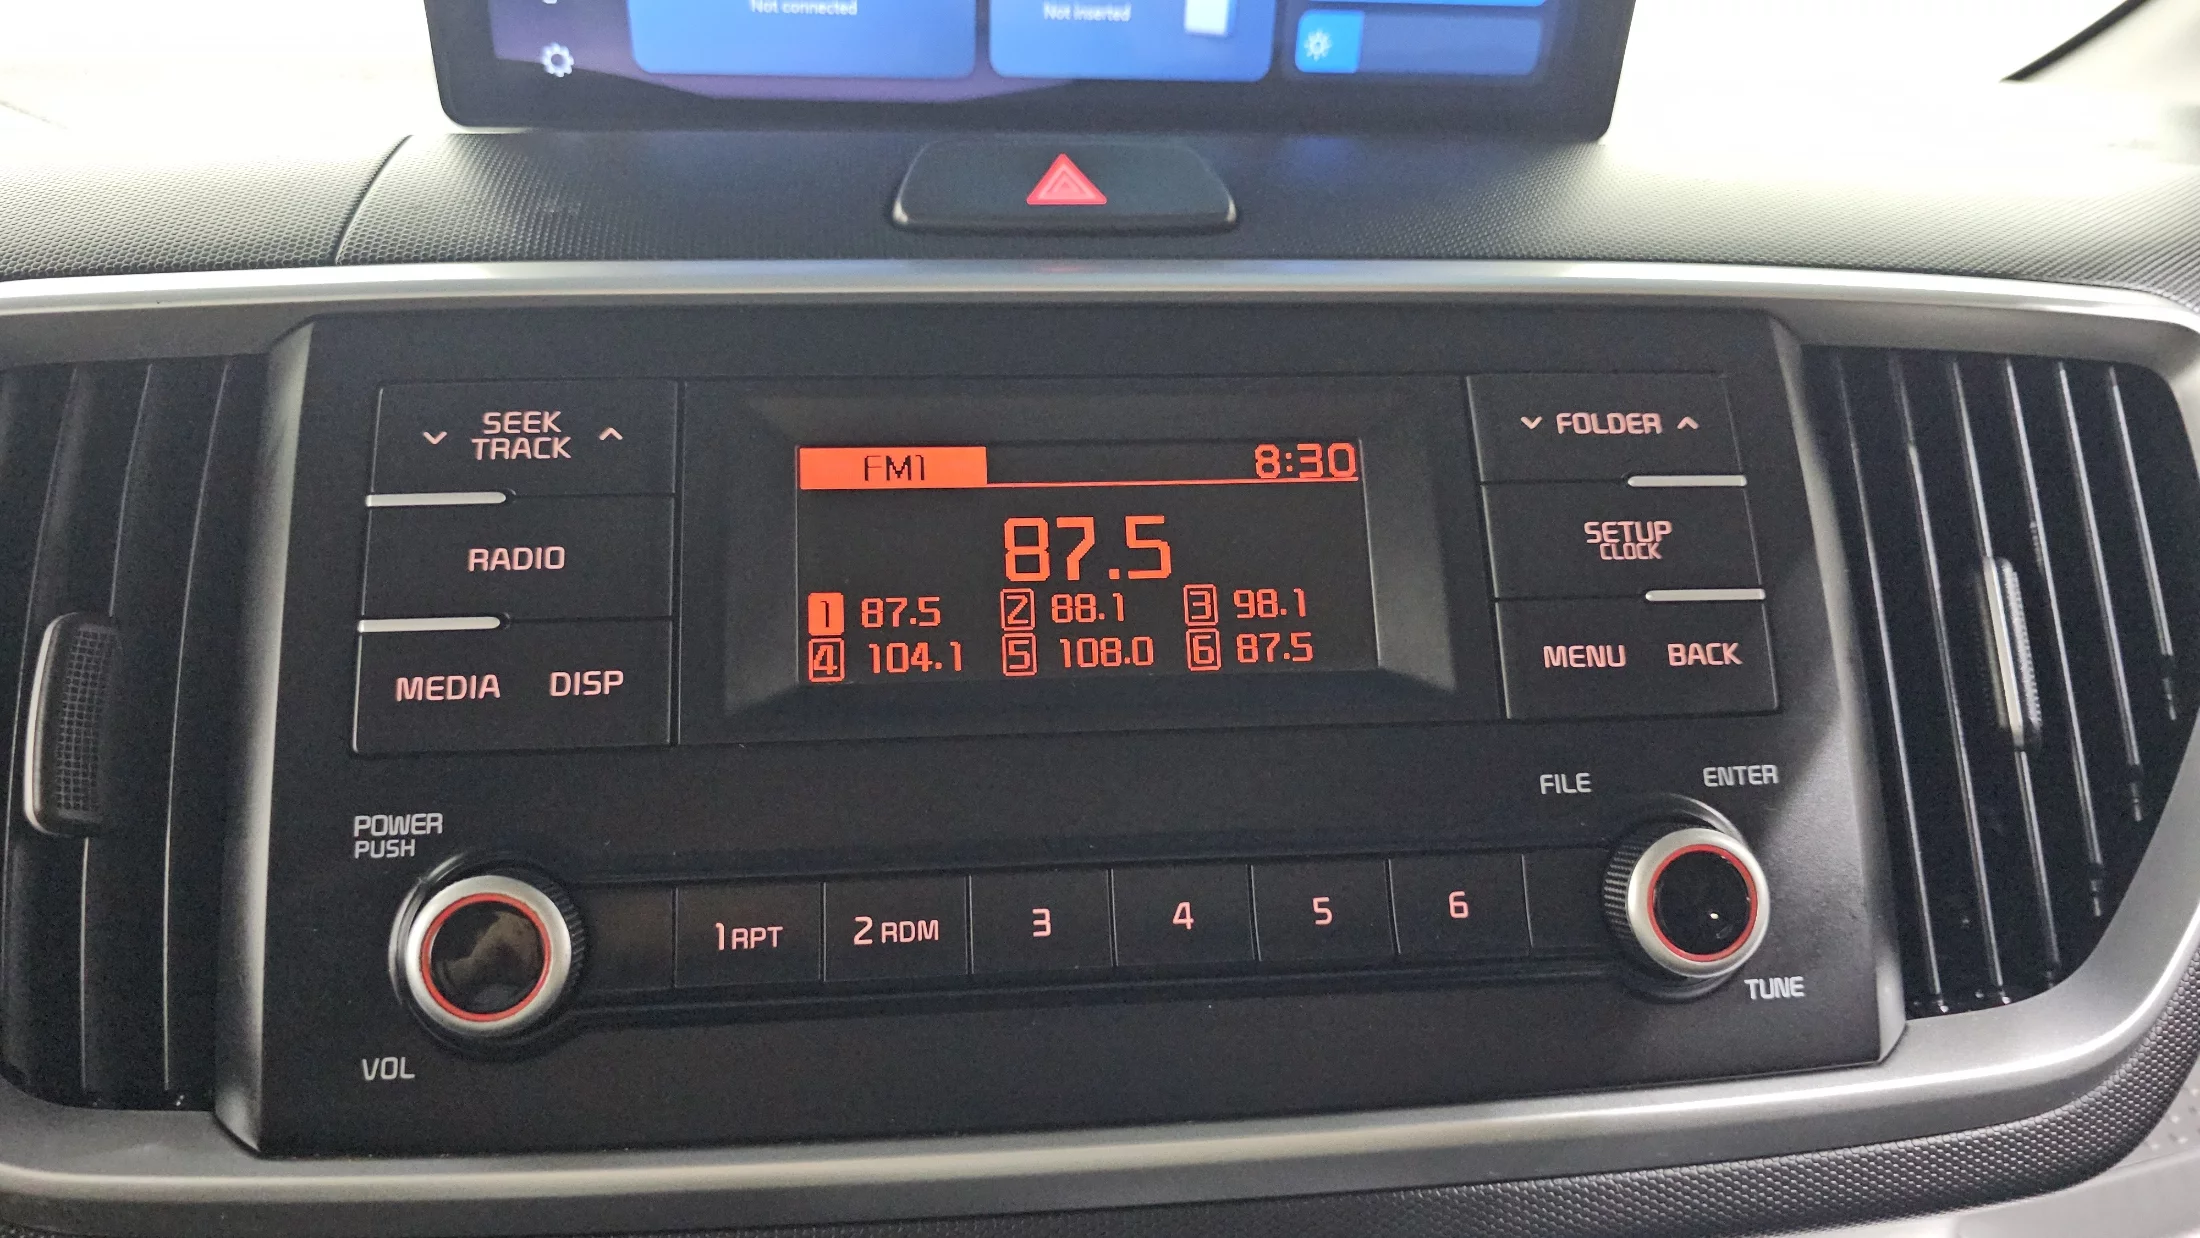 Not connected
Not inserted
SEEK
TRACK
RADIO
MEDIA DISP
FM1 8:30
87.5
1 87.5 2 88.1 3 98.1
4 104.1 5 108.0 6 87.5
FOLDER
SETUP
CLOCK
MENU BACK
POWER
PUSH
VOL
1 RPT 2 RDM 3 4 5 6
FILE ENTER
TUNE